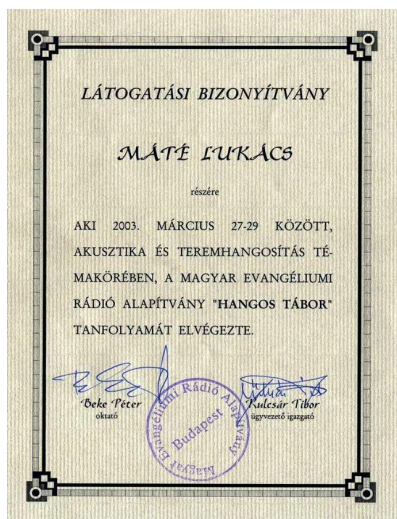 LÁTOGATÁSI BIZONYÍTVÁNY
MÁTÉ LUKÁCS
részére
AKI 2003. MÁRCIUS 27-29 KÖZÖTT,
AKUSZTIKA ÉS TEREMHANGOSÍTÁS TÉ-
MAKÖRÉBEN, A MAGYAR EVANGÉLIUMI
RÁDIÓ ALAPÍTVÁNY "HANGOS TÁBOR"
TANFOLYAMÁT ELVÉGEZTE.
Beke Péter
oktató
Kulcsár Tibor
ügyvezető igazgató
Magyar Evangéliumi Rádió Alapítvány
Budapest